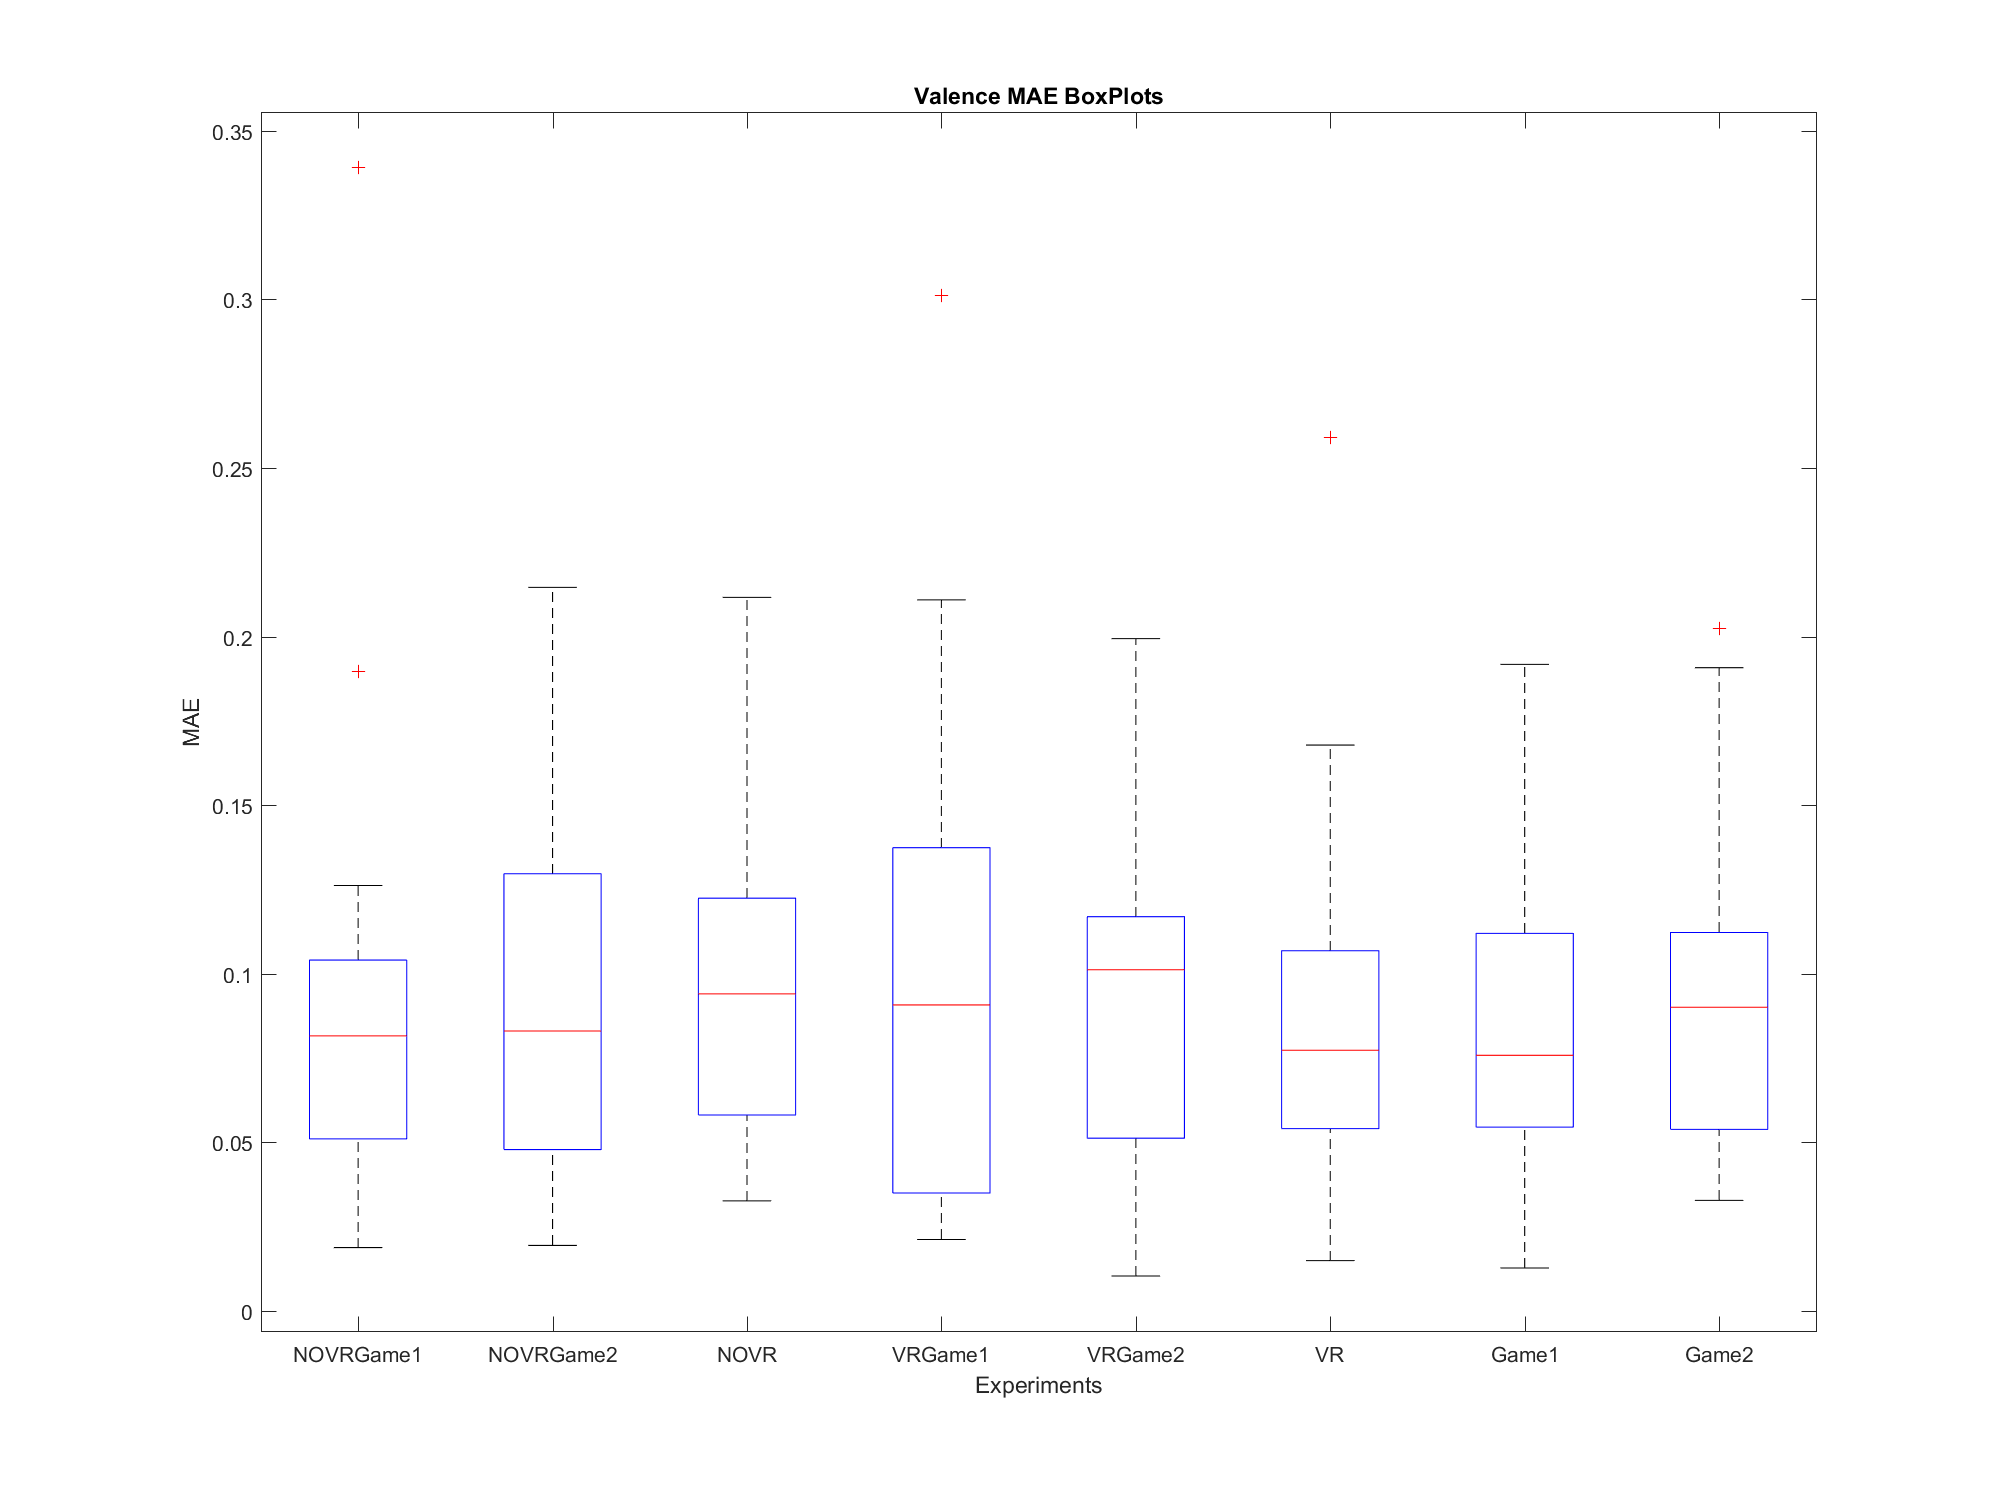 Valence MAE BoxPlots
0.35
0.3
0.25
0.2
0.15
0.1
0.05
0
MAE
NOVRGame1 NOVRGame2 NOVR VRGame1 VRGame2 VR Game1 Game2
Experiments